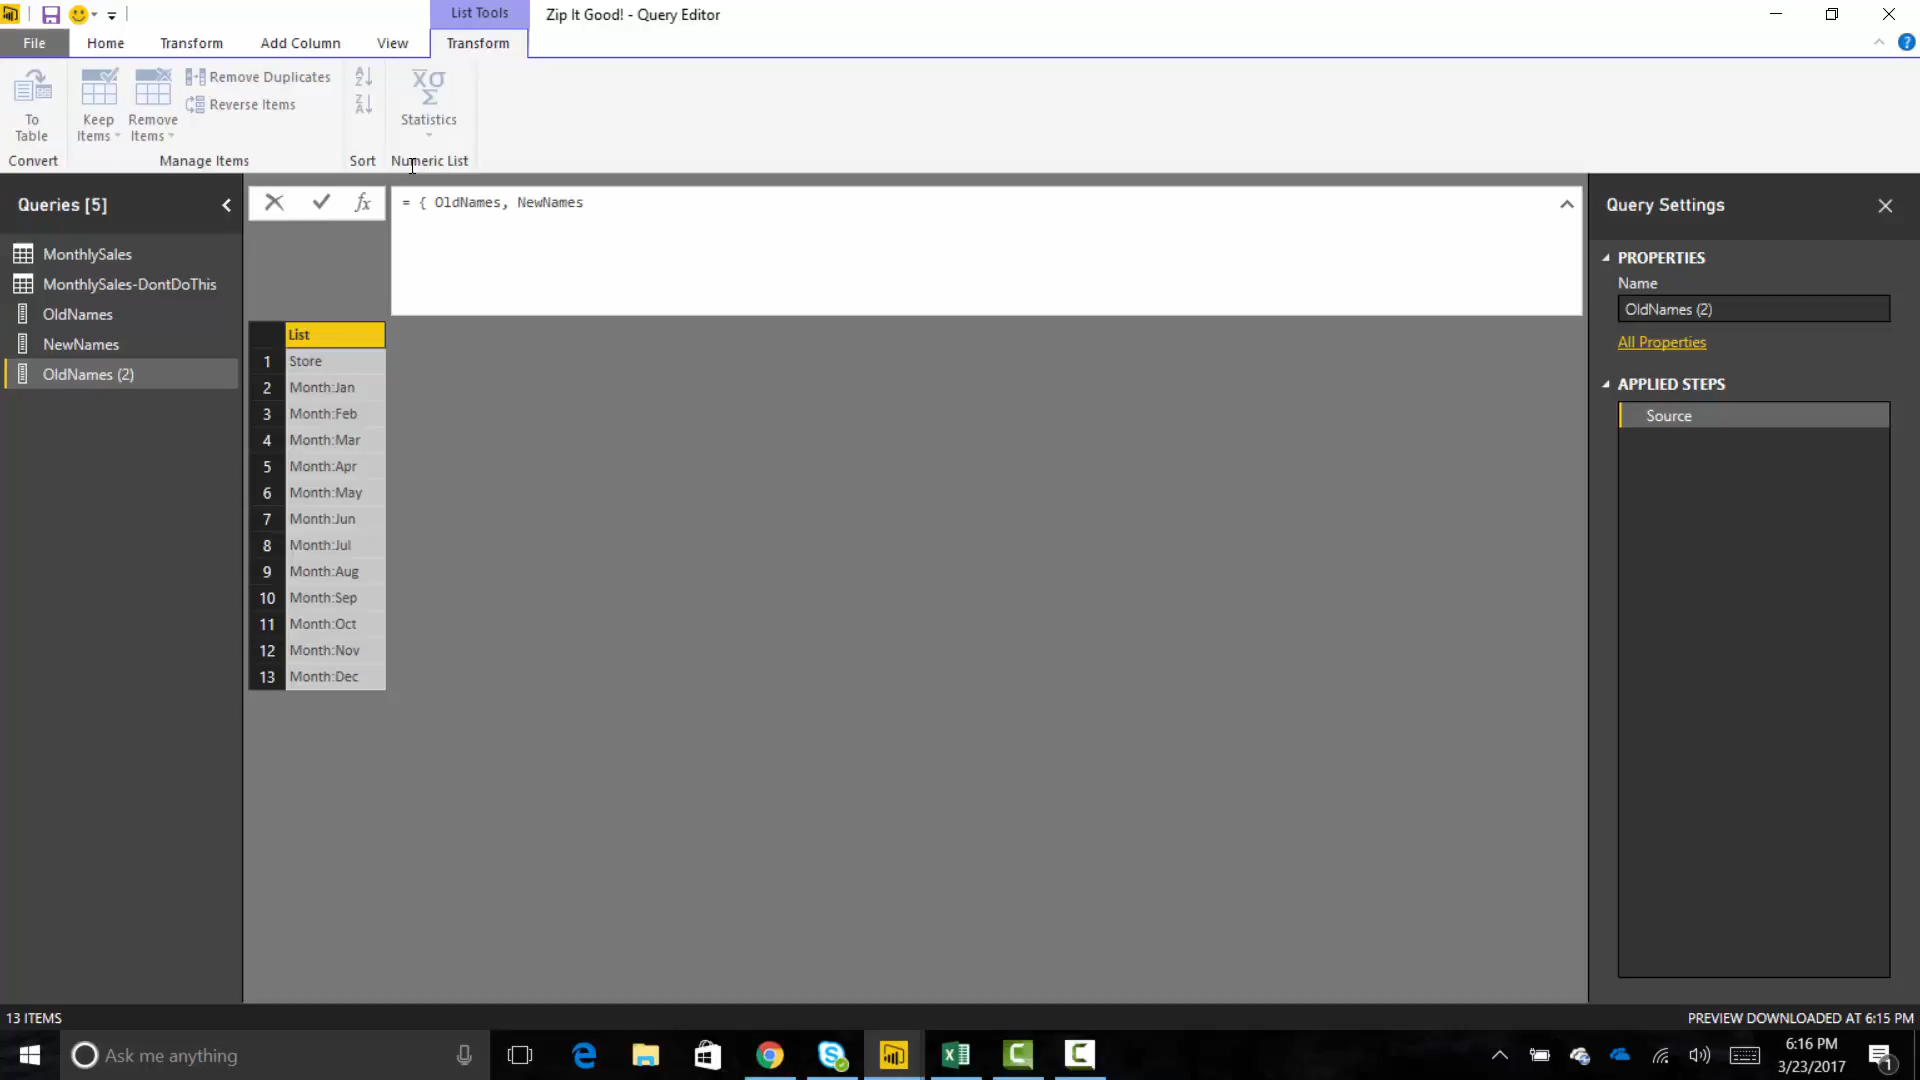 List Tools
Zip It Good! - Query Editor
File
Home
Transform
Add Column
View
Transform
To Table
Keep Items
Remove Items
Remove Duplicates
Reverse Items
Statistics
Convert
Manage Items
Sort
Numeric List
Queries [5]
MonthlySales
MonthlySales-DontDoThis
OldNames
NewNames
OldNames (2)
fx
= { OldNames, NewNames
List
1 Store
2 Month:Jan
3 Month:Feb
4 Month:Mar
5 Month:Apr
6 Month:May
7 Month:Jun
8 Month:Jul
9 Month:Aug
10 Month:Sep
11 Month:Oct
12 Month:Nov
13 Month:Dec
Query Settings
PROPERTIES
Name
OldNames (2)
All Properties
APPLIED STEPS
Source
13 ITEMS
PREVIEW DOWNLOADED AT 6:15 PM
Ask me anything
6:16 PM
3/23/2017
1